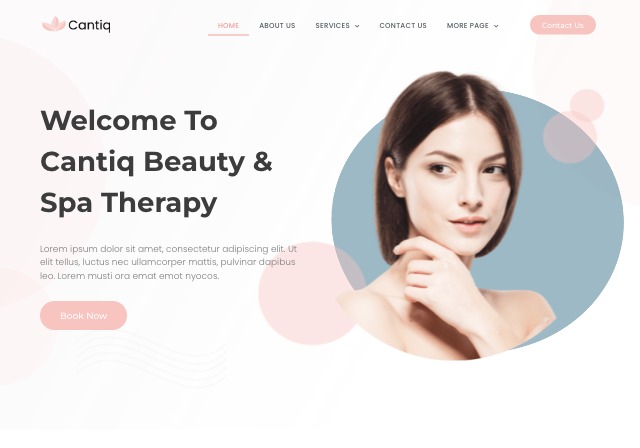 Cantiq
HOME
ABOUT US
SERVICES
CONTACT US
MORE PAGE
Contact Us
Welcome To
Cantiq Beauty &
Spa Therapy
Lorem ipsum dolor sit amet, consectetur adipiscing elit. Ut
elit tellus, luctus nec ullamcorper mattis, pulvinar dapibus
leo. Lorem musti ora emat emot nyocos.
Book Now